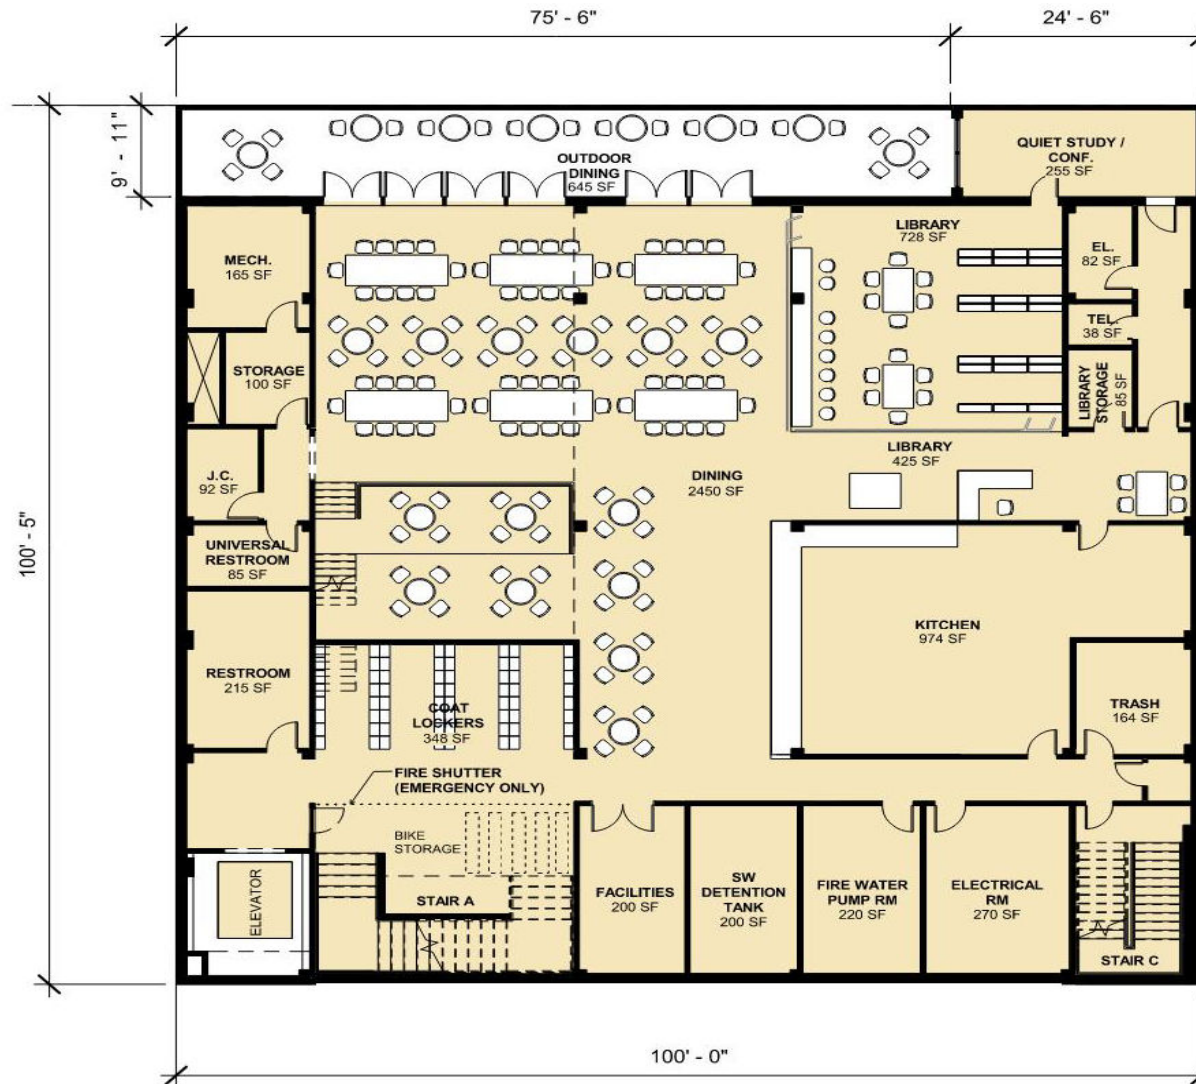 75' - 6"
24' - 6"
9' - 11"
100' - 5"
OUTDOOR
DINING
645 SF
QUIET STUDY /
CONF.
255 SF
MECH.
165 SF
LIBRARY
728 SF
EL.
82 SF
TEL.
38 SF
STORAGE
100 SF
LIBRARY
STORAGE
85 SF
J.C.
92 SF
DINING
2450 SF
LIBRARY
425 SF
UNIVERSAL
RESTROOM
85 SF
KITCHEN
974 SF
RESTROOM
215 SF
COAT
LOCKERS
348 SF
TRASH
164 SF
FIRE SHUTTER
(EMERGENCY ONLY)
BIKE
STORAGE
ELEVATOR
STAIR A
FACILITIES
200 SF
SW
DETENTION
TANK
200 SF
FIRE WATER
PUMP RM
220 SF
ELECTRICAL
RM
270 SF
STAIR C
100' - 0"